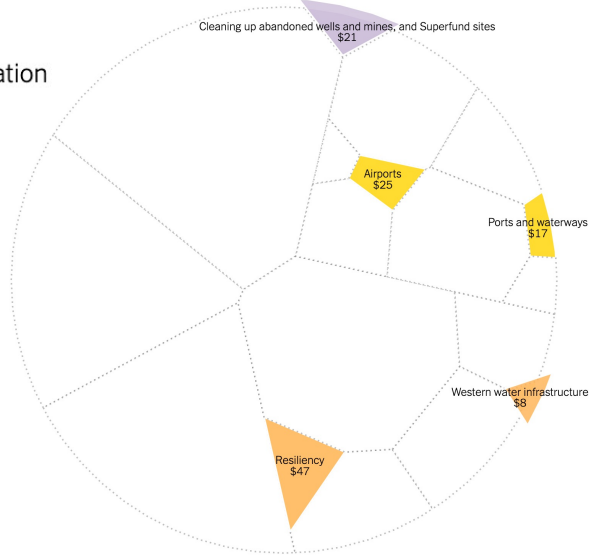 Cleaning up abandoned wells and mines, and Superfund sites
$21
ation
Airports
$25
Ports and waterways
$17
Western water infrastructure
$8
Resiliency
$47